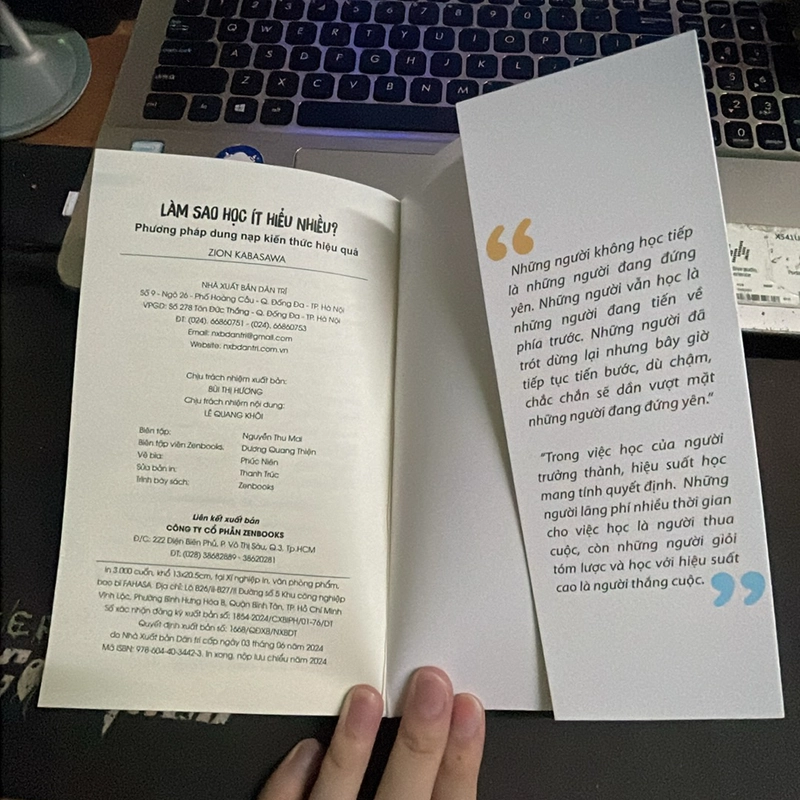 LÀM SAO HỌC ÍT HIỂU NHIỀU?
Phương pháp dung nạp kiến thức hiệu quả
ZION KABASAWA
NHÀ XUẤT BẢN DÂN TRÍ
Số 9 - Ngõ 26 - Phố Hoàng Cầu - Q. Đống Đa - TP. Hà Nội
VPGD: Số 278 Tôn Đức Thắng - Q. Đống Đa - TP. Hà Nội
ĐT: (024). 66860751 - (024). 66860753
Email: nxbdantri@gmail.com
Website: nxbdantri.com.vn
Chịu trách nhiệm xuất bản:
BÙI THỊ HƯƠNG
Chịu trách nhiệm nội dung:
LÊ QUANG KHÔI
Biên tập: Nguyễn Thu Mai
Biên tập viên Zenbooks: Dương Quang Thiện
Vẽ bìa: Phúc Niên
Sửa bản in: Thanh Trúc
Trình bày sách: Zenbooks
Liên kết xuất bản
CÔNG TY CỔ PHẦN ZENBOOKS
Đ/C: 222 Điện Biên Phủ, P. Võ Thị Sáu, Q.3, Tp.HCM
ĐT: (028) 38682889 - 38620281
In 3.000 cuốn, khổ 13x20.5cm, tại Xí nghiệp in, văn phòng phẩm,
bao bì FAHASA. Địa chỉ: Lô B26/II-B27/II Đường số 5 Khu công nghiệp
Vĩnh Lộc, Phường Bình Hưng Hòa B, Quận Bình Tân, TP. Hồ Chí Minh
Số xác nhận đăng ký xuất bản số: 1854-2024/CXBIPH/01-76/DT
Quyết định xuất bản số: 1668/QĐXB/NXBDT
do Nhà Xuất bản Dân trí cấp ngày 03 tháng 06 năm 2024
Mã ISBN: 978-604-40-3442-3. In xong, nộp lưu chiểu năm 2024
“Những người không học tiếp
là những người đang đứng
yên. Những người vẫn học là
những người đang tiến về
phía trước. Những người đã
trót dừng lại nhưng bây giờ
tiếp tục tiến bước, dù chậm,
chắc chắn sẽ dần vượt mặt
những người đang đứng yên.”
“Trong việc học của người
trưởng thành, hiệu suất học
mang tính quyết định. Những
người lãng phí nhiều thời gian
cho việc học là người thua
cuộc, còn những người giỏi
tóm lược và học với hiệu suất
cao là người thắng cuộc.”
X541U
Q W E R T Y U I O P
A S D F G H J K L
Z X C V B N M